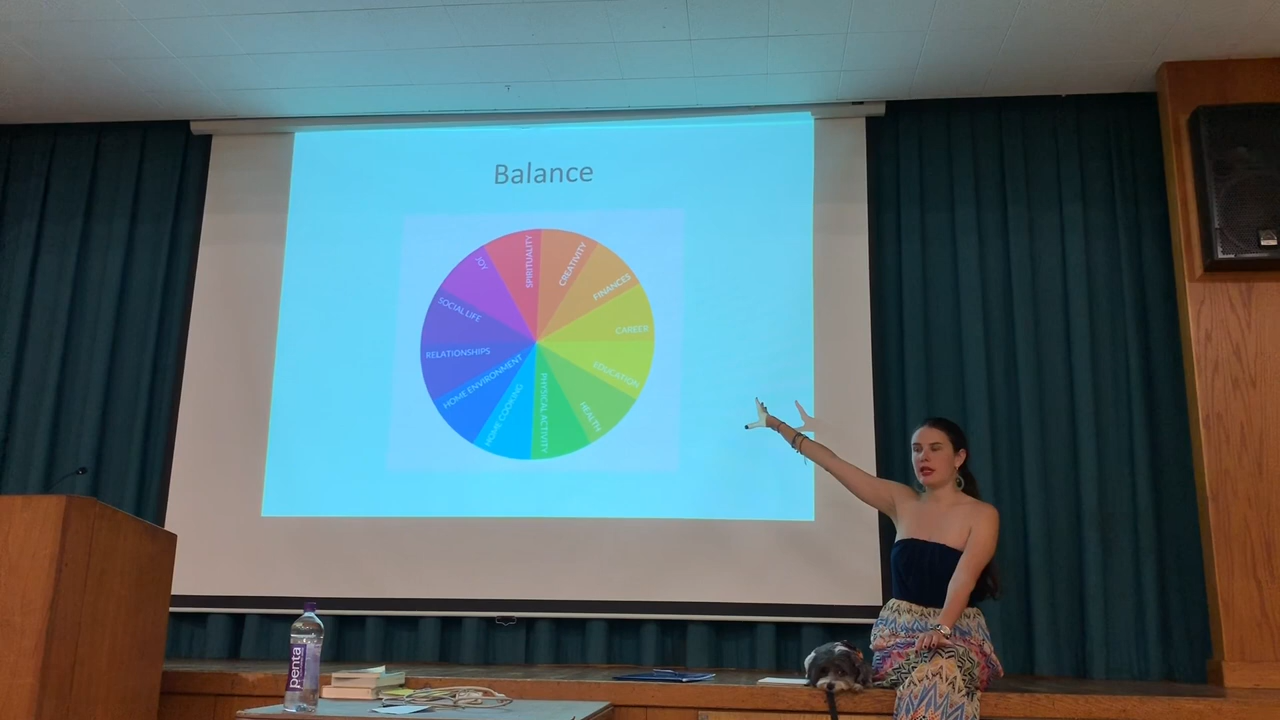 Balance
SPIRITUALITY
CREATIVITY
FINANCES
CAREER
EDUCATION
HEALTH
PHYSICAL ACTIVITY
HOME COOKING
HOME ENVIRONMENT
RELATIONSHIPS
SOCIAL LIFE
JOY
penta